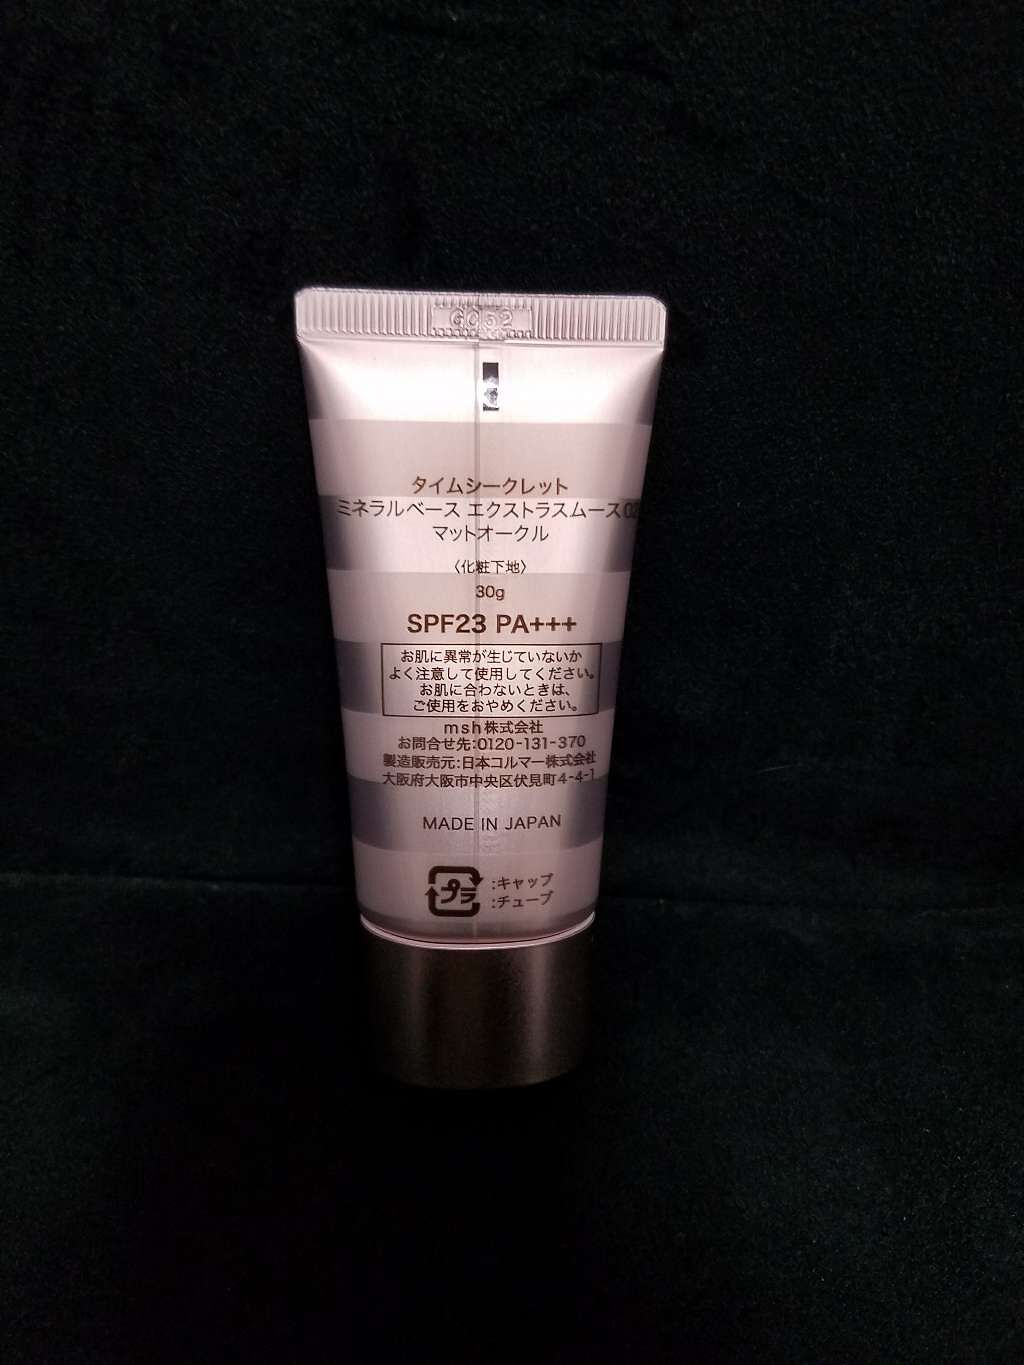 GC62
タイムシークレット
ミネラルベース エクストラスムース02
マットオークル
〈化粧下地〉
30g
SPF23 PA+++
お肌に異常が生じていないか
よく注意して使用してください。
お肌に合わないときは、
ご使用をおやめください。
msh株式会社
お問合せ先:0120-131-370
製造販売元:日本コルマー株式会社
大阪府大阪市中央区伏見町4-4-1
MADE IN JAPAN
プラ :キャップ
:チューブ